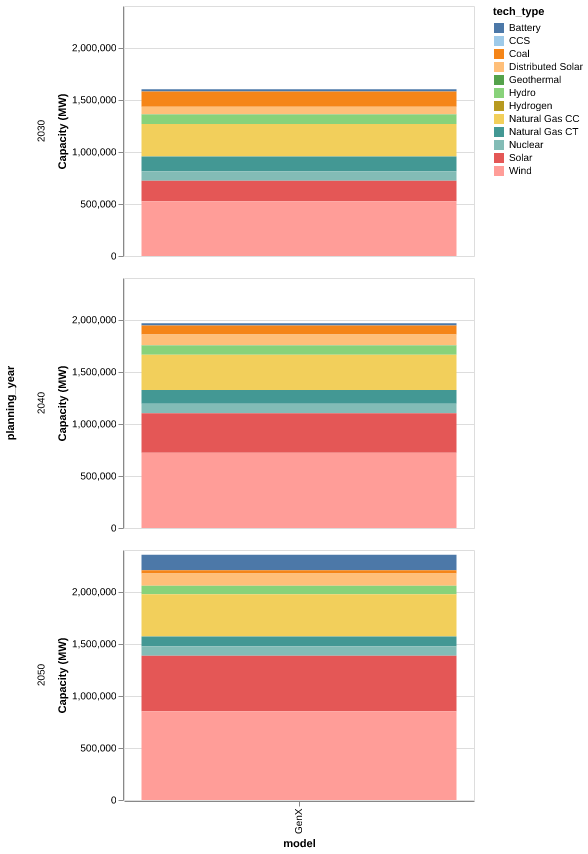 tech_type
Battery
CCS
Coal
Distributed Solar
Geothermal
Hydro
Hydrogen
Natural Gas CC
Natural Gas CT
Nuclear
Solar
Wind
planning_year
2030
Capacity (MW)
2,000,000
1,500,000
1,000,000
500,000
0
2040
Capacity (MW)
2,000,000
1,500,000
1,000,000
500,000
0
2050
Capacity (MW)
2,000,000
1,500,000
1,000,000
500,000
0
GenX
model